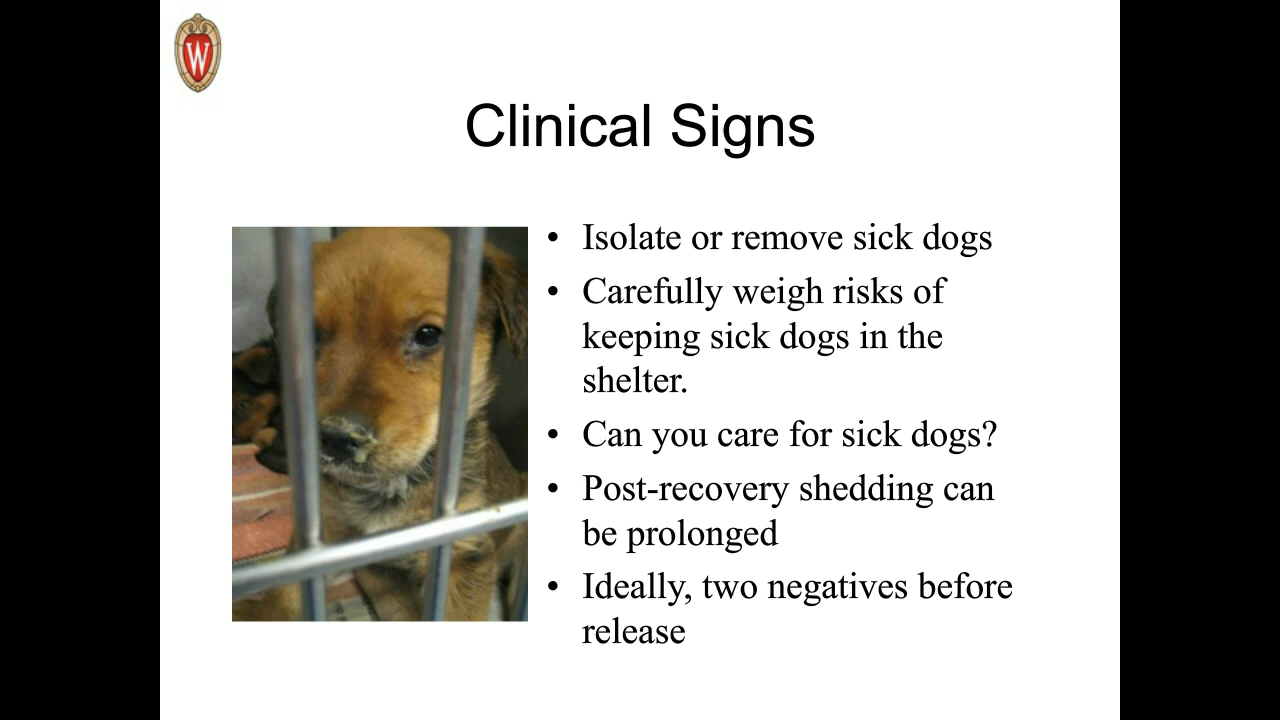 W
Clinical Signs
• Isolate or remove sick dogs
• Carefully weigh risks of
keeping sick dogs in the
shelter.
• Can you care for sick dogs?
• Post-recovery shedding can
be prolonged
• Ideally, two negatives before
release